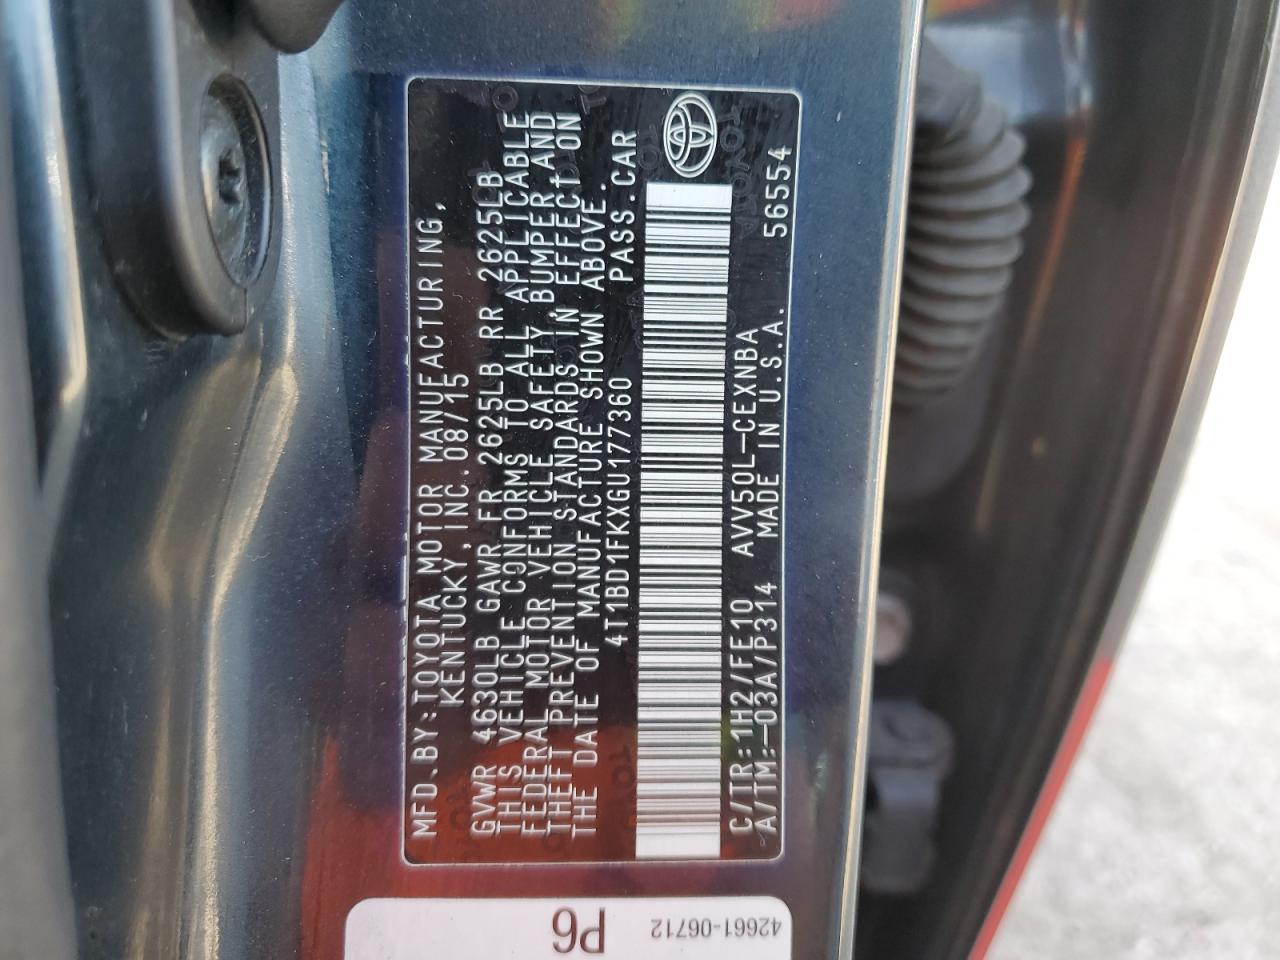 MFD.BY:TOYOTA MOTOR MANUFACTURING,
KENTUCKY, INC. 08/15
GVWR 4630LB GAWR FR 2625LB RR 2625LB
THIS VEHICLE CONFORMS TO ALL APPLICABLE
FEDERAL MOTOR VEHICLE SAFETY, BUMPER, AND
THEFT PREVENTION STANDARDS IN EFFECT ON
THE DATE OF MANUFACTURE SHOWN ABOVE.
4T1BD1FKXGU177360 PASS.CAR
C/TR:1H2/FE10 AVV50L-CEXNBA
A/TM:-03A/P314 MADE IN U.S.A. 56554
P6
42661-06712